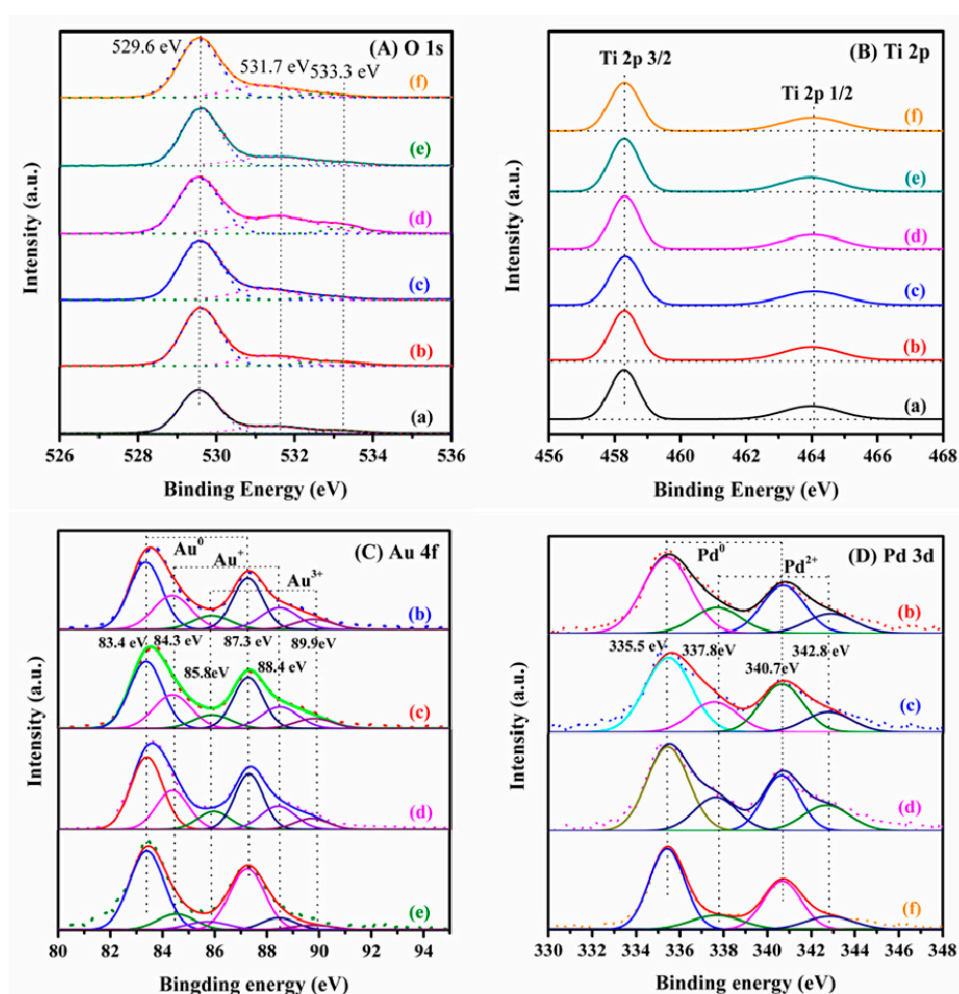 (A) O 1s
529.6 eV
531.7 eV
533.3 eV
(f)
(e)
(d)
(c)
(b)
(a)
Intensity (a.u.)
526 528 530 532 534 536
Binding Energy (eV)
(B) Ti 2p
Ti 2p 3/2
Ti 2p 1/2
(f)
(e)
(d)
(c)
(b)
(a)
Intensity (a.u.)
456 458 460 462 464 466 468
Binding Energy (eV)
(C) Au 4f
Au0
Au+
Au3+
(b)
83.4 eV 84.3 eV 87.3 eV 89.9eV
85.8eV 88.4 eV
(c)
(d)
(e)
Intensity (a.u.)
80 82 84 86 88 90 92 94
Bingding energy (eV)
(D) Pd 3d
Pd0
Pd2+
(b)
335.5 eV 337.8eV 342.8 eV
340.7eV
(c)
(d)
(f)
Intensity (a.u.)
330 332 334 336 338 340 342 344 346 348
Binding energy (eV)